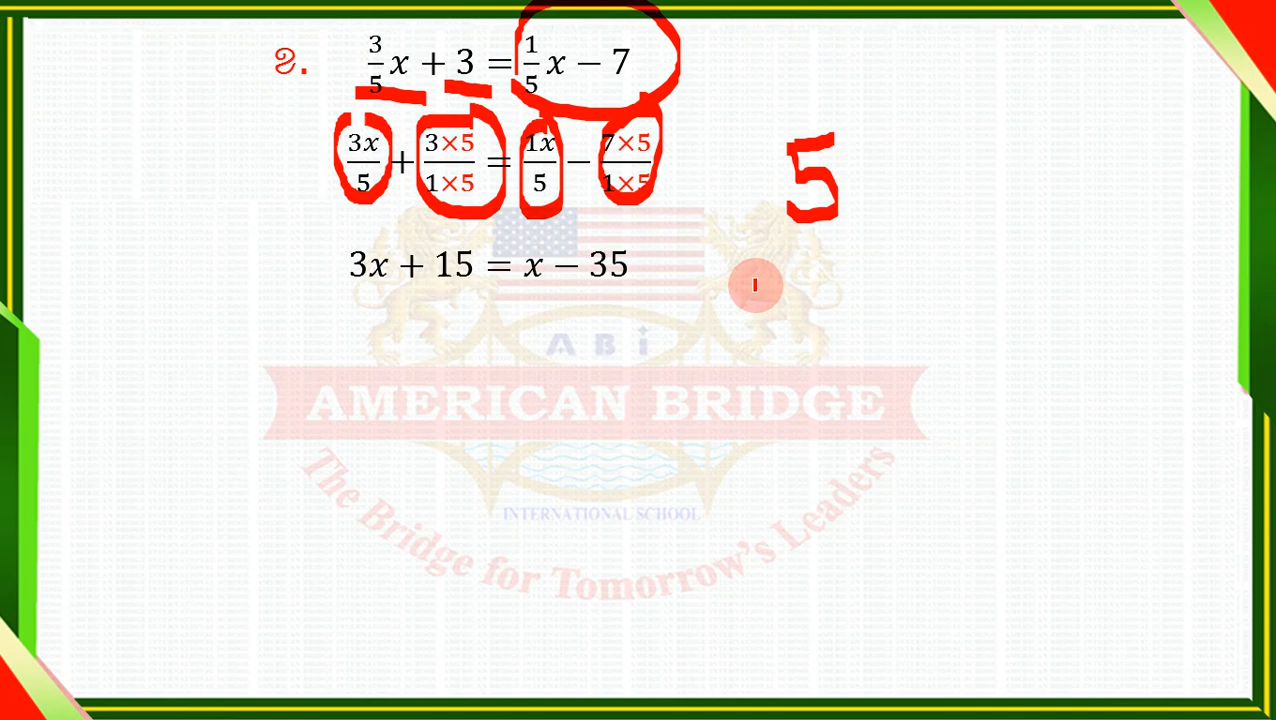 ២. 3/5 x + 3 = 1/5 x − 7
3x/5 + 3×5/1×5 = 1x/5 − 7×5/1×5
5
3x + 15 = x − 35
ABi
AMERICAN BRIDGE
INTERNATIONAL SCHOOL
The Bridge for Tomorrow's Leaders